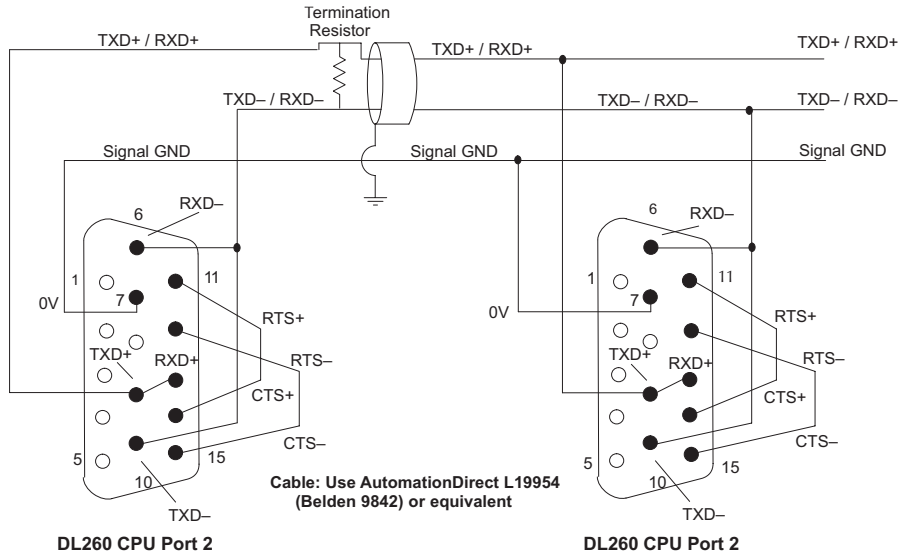 Termination
Resistor
TXD+ / RXD+
TXD+ / RXD+
TXD+ / RXD+
TXD– / RXD–
TXD– / RXD–
TXD– / RXD–
Signal GND
Signal GND
Signal GND
6
RXD–
1
11
7
0V
RTS+
TXD+
RXD+
RTS–
CTS+
CTS–
5
15
10
TXD–
DL260 CPU Port 2
Cable: Use AutomationDirect L19954
(Belden 9842) or equivalent
6
RXD–
1
11
7
0V
RTS+
TXD+
RXD+
RTS–
CTS+
CTS–
5
15
10
TXD–
DL260 CPU Port 2